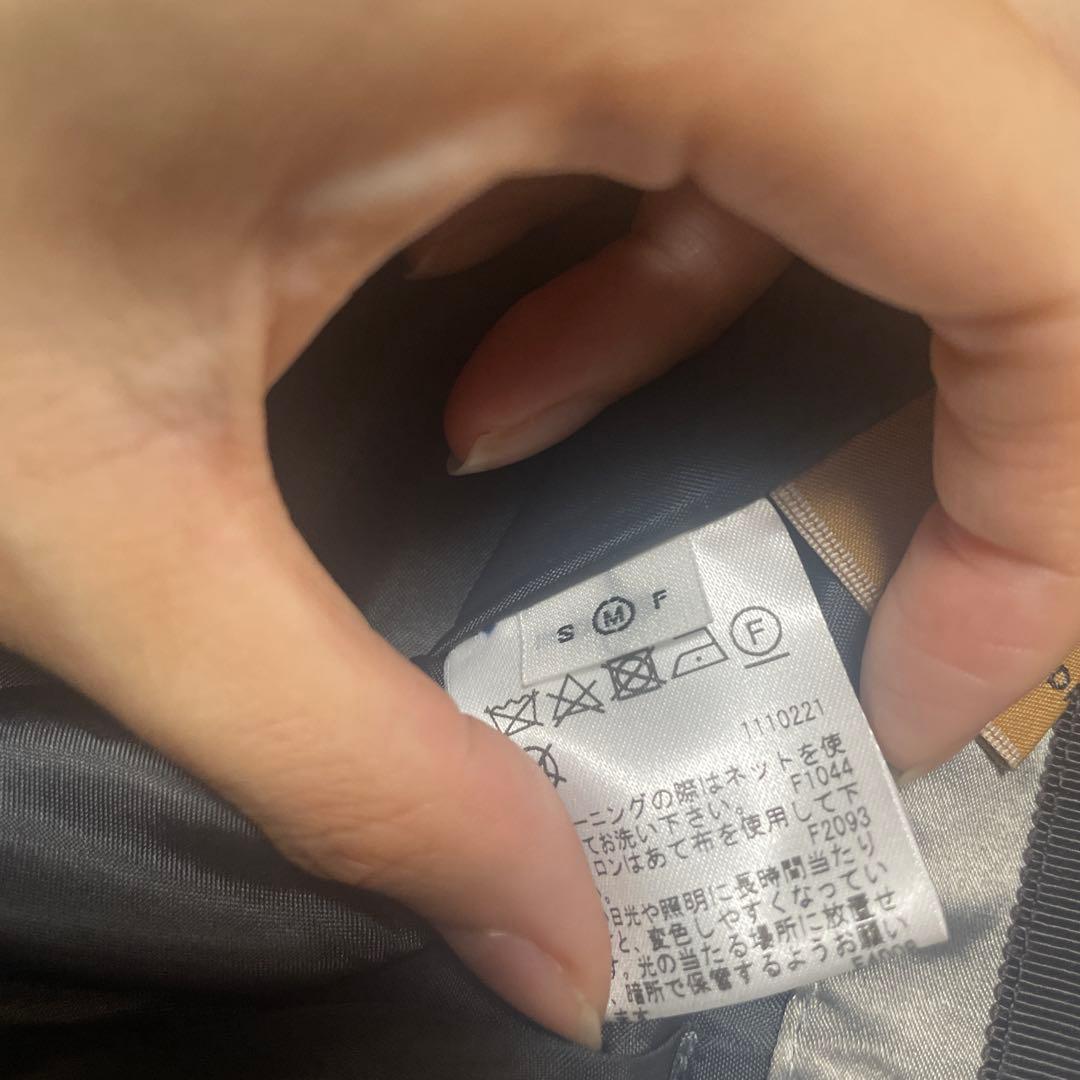 S M F
F
1110221
ーニングの際はネットを使
F1044
てお洗い下さい。
ロンはあて布を使用して下
F2093
。
日光や照明に長時間当たり
と、変色しやすくなってい
す。光の当たる場所に放置せ
暗所で保管するようお願い
ます